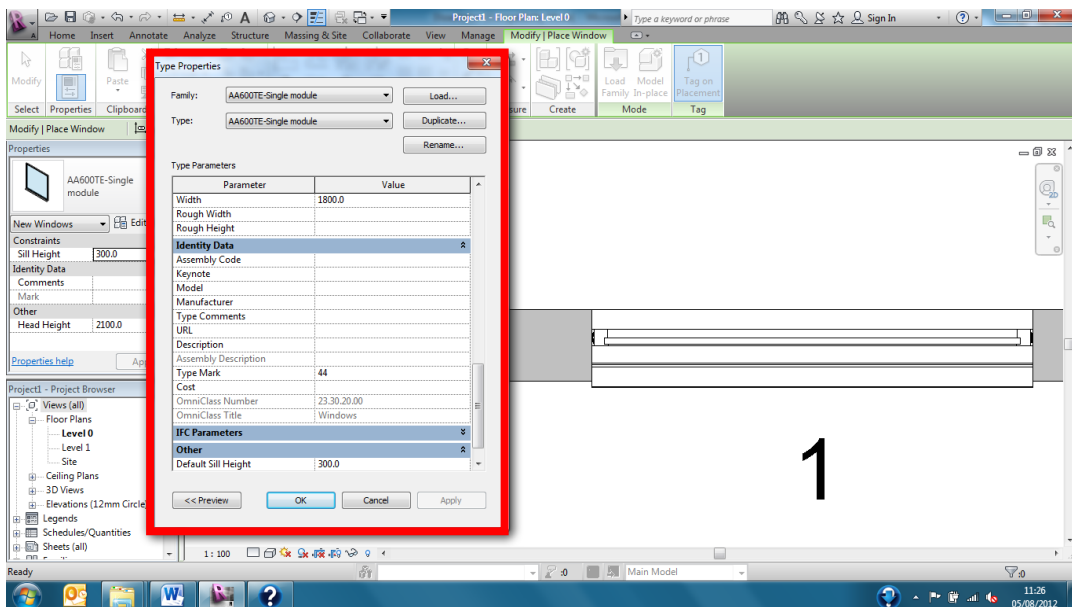 Project1 - Floor Plan: Level 0
Type a keyword or phrase
Sign In
Home Insert Annotate Analyze Structure Massing & Site Collaborate View Manage Modify | Place Window
Modify
Paste
Load Family
Model In-place
Tag on Placement
Select Properties Clipboard
Create Mode Tag
Modify | Place Window
Properties
AA600TE-Single module
New Windows
Edit
Constraints
Sill Height 300.0
Identity Data
Comments
Mark
Other
Head Height 2100.0
Properties help
Project1 - Project Browser
Views (all)
Floor Plans
Level 0
Level 1
Site
Ceiling Plans
3D Views
Elevations (12mm Circle
Legends
Schedules/Quantities
Sheets (all)
Type Properties
Family: AA600TE-Single module Load...
Type: AA600TE-Single module Duplicate...
Rename...
Type Parameters
Parameter Value
Width 1800.0
Rough Width
Rough Height
Identity Data
Assembly Code
Keynote
Model
Manufacturer
Type Comments
URL
Description
Assembly Description
Type Mark 44
Cost
OmniClass Number 23.30.20.00
OmniClass Title Windows
IFC Parameters
Other
Default Sill Height 300.0
<< Preview OK Cancel Apply
1
2D
1 : 100
Ready
:0
Main Model
:0
11:26
05/08/2012